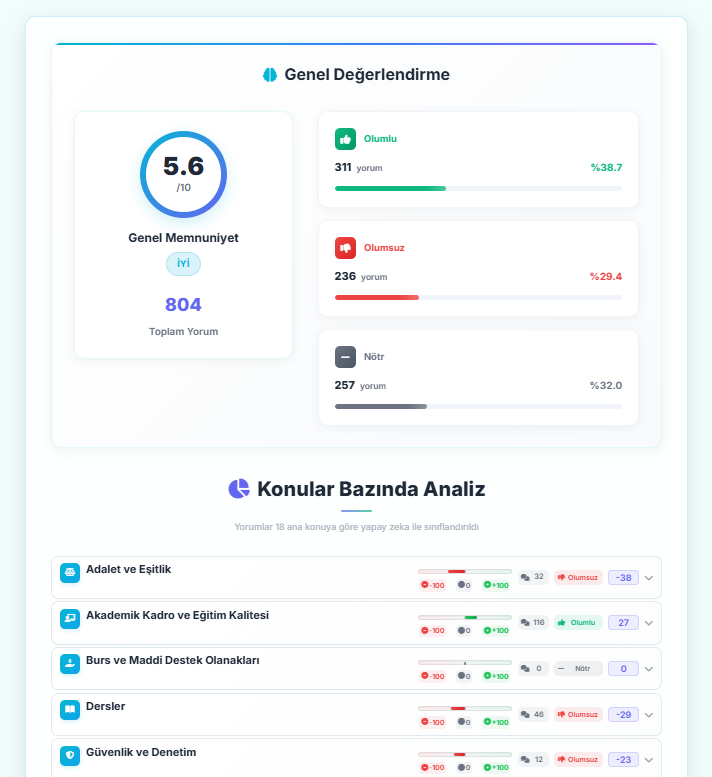 Genel Değerlendirme
5.6
/10
Genel Memnuniyet
İYİ
804
Toplam Yorum
Olumlu
311 yorum %38.7
Olumsuz
236 yorum %29.4
Nötr
257 yorum %32.0
Konular Bazında Analiz
Yorumlar 18 ana konuya göre yapay zeka ile sınıflandırıldı
Adalet ve Eşitlik
-100 0 +100 32 Olumsuz -38
Akademik Kadro ve Eğitim Kalitesi
-100 0 +100 116 Olumlu 27
Burs ve Maddi Destek Olanakları
-100 0 +100 0 Nötr 0
Dersler
-100 0 +100 46 Olumsuz -29
Güvenlik ve Denetim
-100 0 +100 12 Olumsuz -23